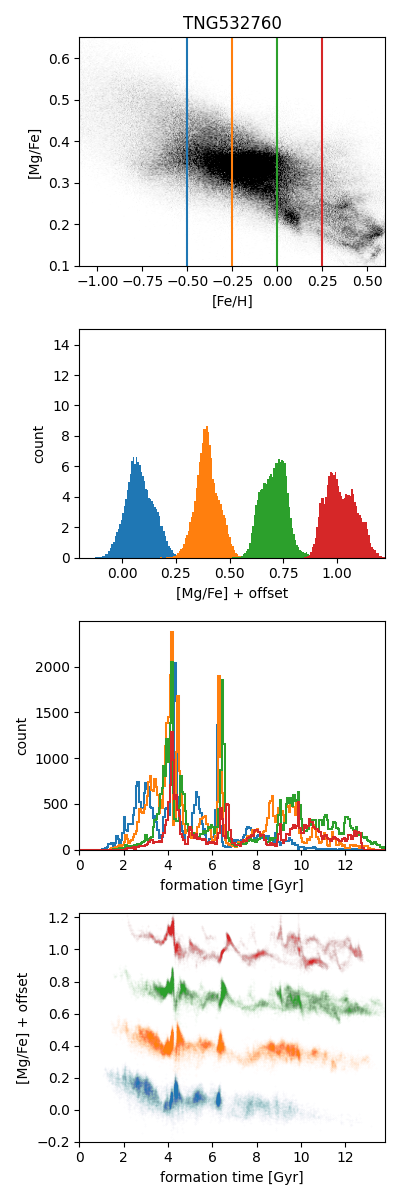 TNG532760
0.6
0.5
0.4
0.3
0.2
0.1
[Mg/Fe]
−1.00 −0.75 −0.50 −0.25 0.00 0.25 0.50
[Fe/H]
14
12
10
8
6
4
2
0
count
0.00 0.25 0.50 0.75 1.00
[Mg/Fe] + offset
2000
1500
1000
500
0
count
0 2 4 6 8 10 12
formation time [Gyr]
1.2
1.0
0.8
0.6
0.4
0.2
0.0
−0.2
[Mg/Fe] + offset
0 2 4 6 8 10 12
formation time [Gyr]